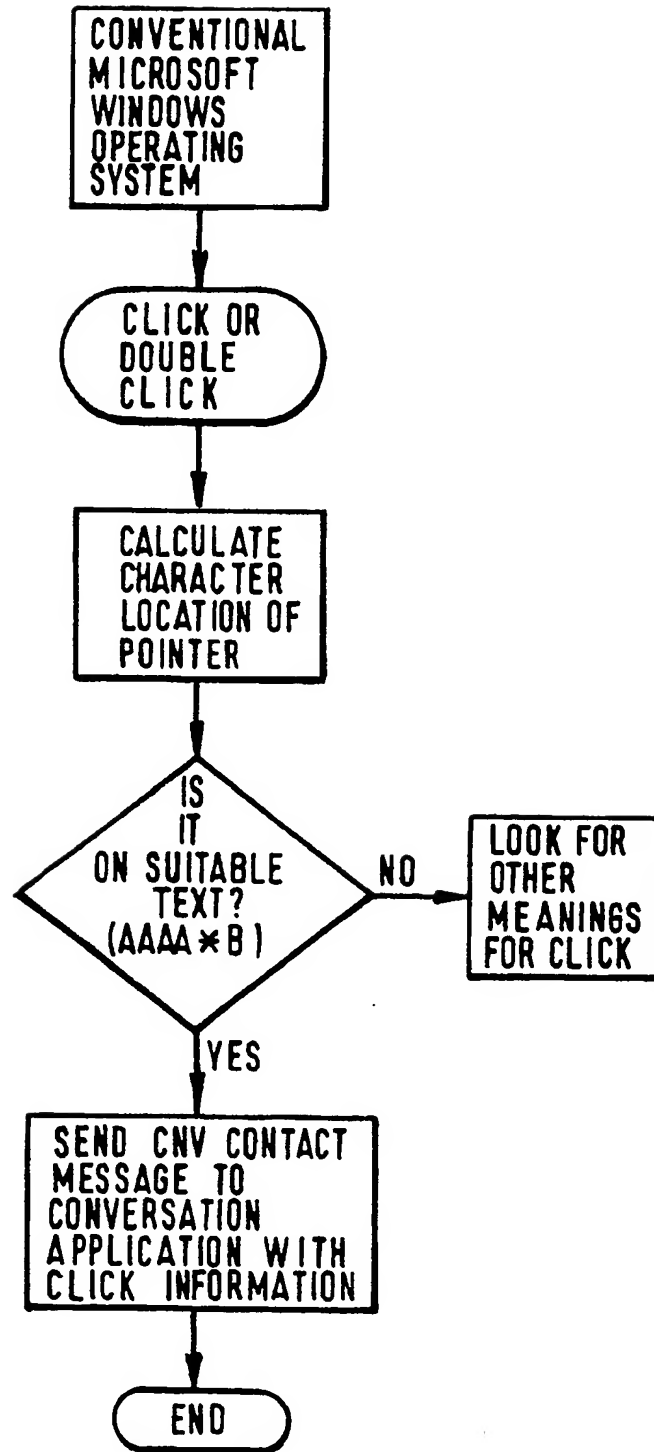 CONVENTIONAL
MICROSOFT
WINDOWS
OPERATING
SYSTEM
CLICK OR
DOUBLE
CLICK
CALCULATE
CHARACTER
LOCATION OF
POINTER
IS
IT
ON SUITABLE
TEXT?
(AAAA*B)
NO
LOOK FOR
OTHER
MEANINGS
FOR CLICK
YES
SEND CNV CONTACT
MESSAGE TO
CONVERSATION
APPLICATION WITH
CLICK INFORMATION
END